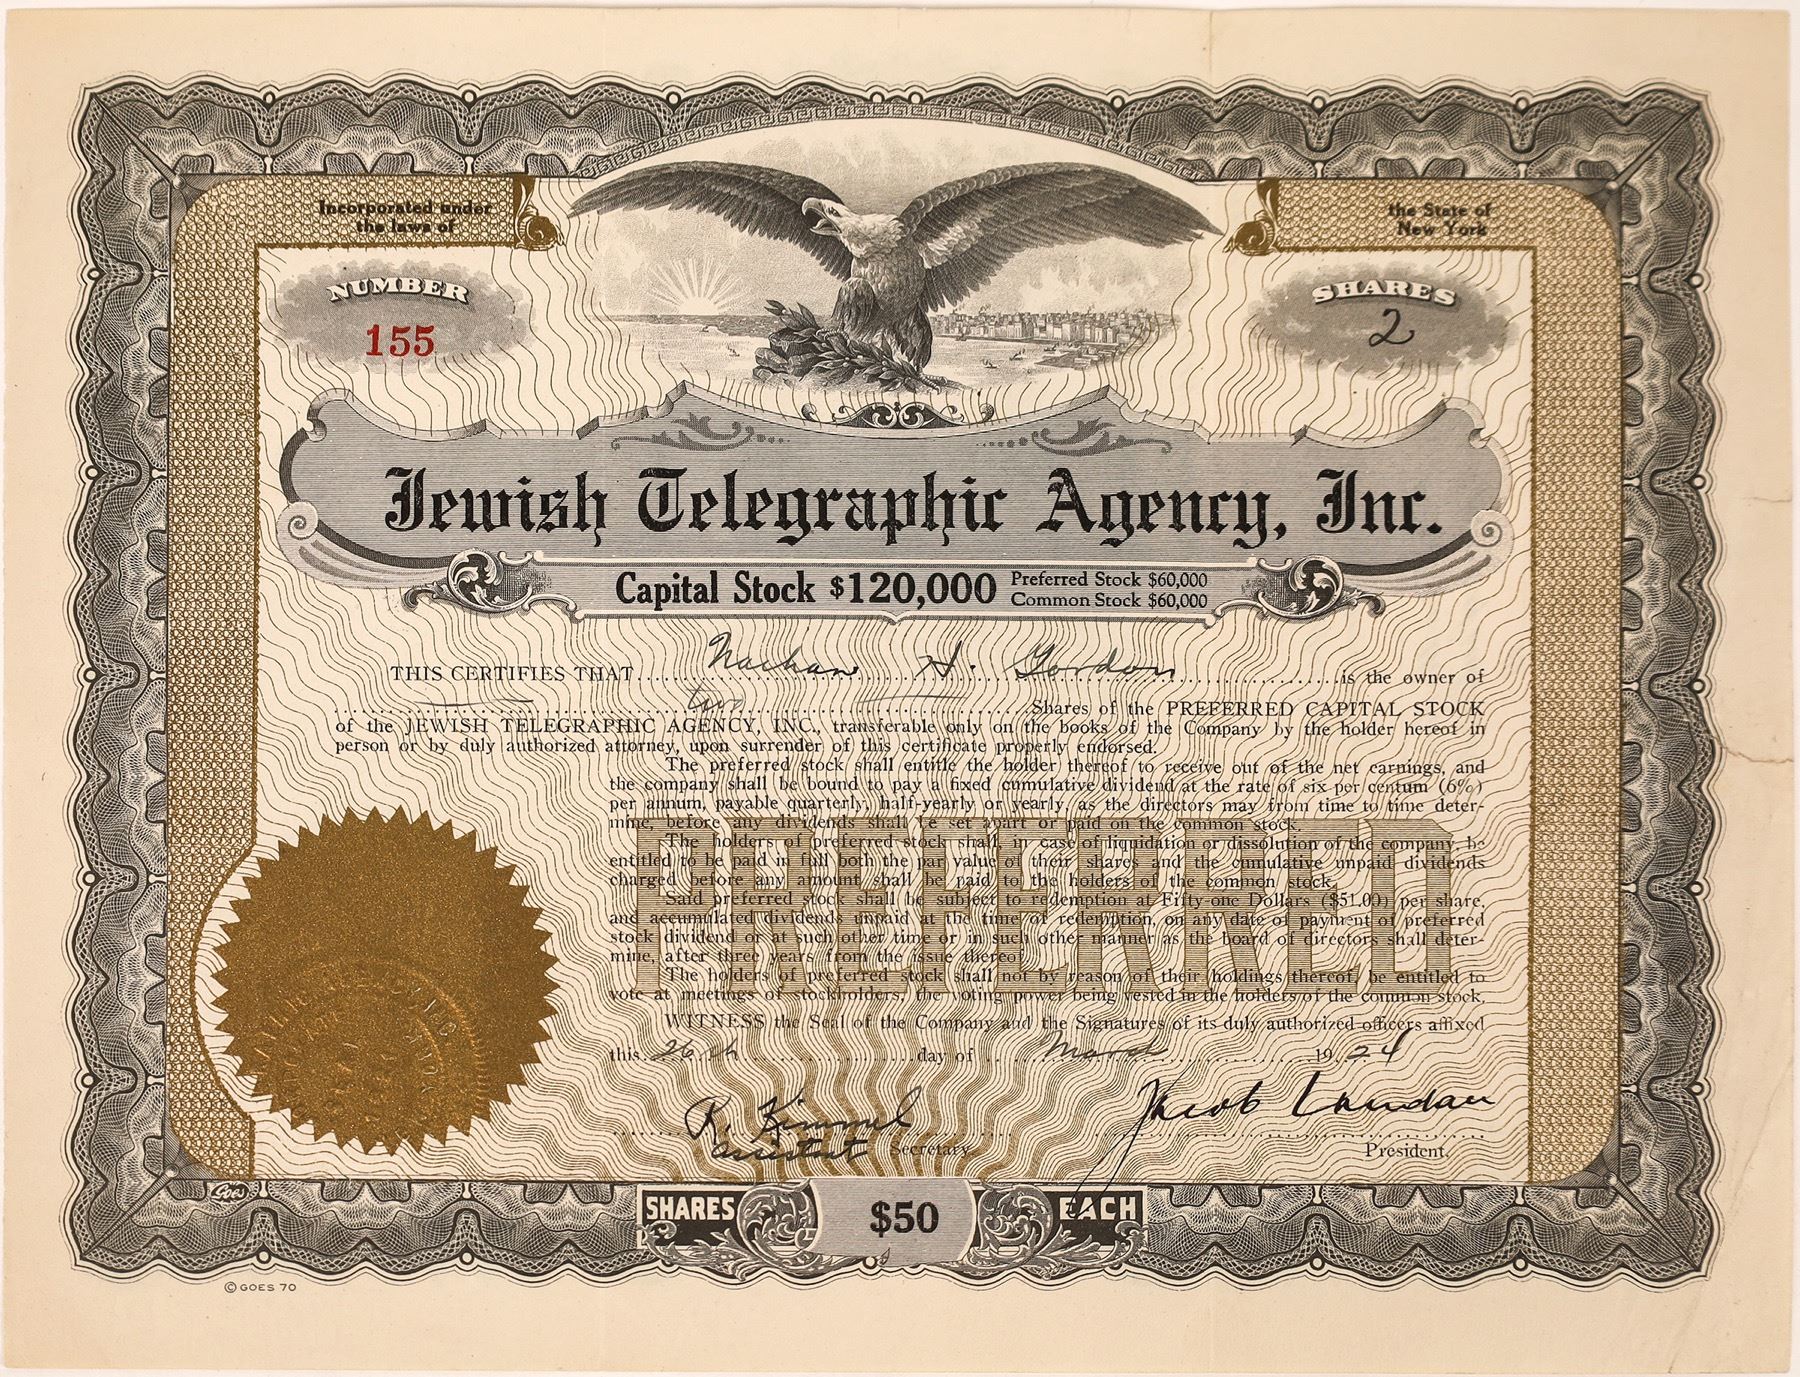 Incorporated under
the laws of
the State of
New York
NUMBER
155
SHARES
2
Jewish Telegraphic Agency, Inc.
Capital Stock $120,000
Preferred Stock $60,000
Common Stock $60,000
THIS CERTIFIES THAT Nathan H. Gordon is the owner of
two Shares of the PREFERRED CAPITAL STOCK
of the JEWISH TELEGRAPHIC AGENCY, INC., transferable only on the books of the Company by the holder hereof in
person or by duly authorized attorney, upon surrender of this certificate properly endorsed.
The preferred stock shall entitle the holder thereof to receive out of the net earnings, and
the company shall be bound to pay a fixed cumulative dividend at the rate of six per centum (6%)
per annum, payable quarterly, half-yearly or yearly, as the directors may from time to time deter-
mine, before any dividends shall be set apart or paid on the common stock.
The holders of preferred stock shall, in case of liquidation or dissolution of the company, be
entitled to be paid in full both the par value of their shares and the cumulative unpaid dividends
charged before any amount shall be paid to the holders of the common stock.
Said preferred stock shall be subject to redemption at Fifty-one Dollars ($51.00) per share,
and accumulated dividends unpaid at the time of redemption, on any date of payment of preferred
stock dividend or at such other time or in such other manner as the board of directors shall deter-
mine, after three years from the issue thereof.
The holders of preferred stock shall not by reason of their holdings thereof, be entitled to
vote at meetings of stockholders, the voting power being vested in the holders of the common stock.
PREFERRED
WITNESS the Seal of the Company and the Signatures of its duly authorized officers affixed
this 26th day of March 1924
R. Kimmel
Assistant Secretary
Jacob Landau
President.
Goes
SHARES $50 EACH
© GOES 70